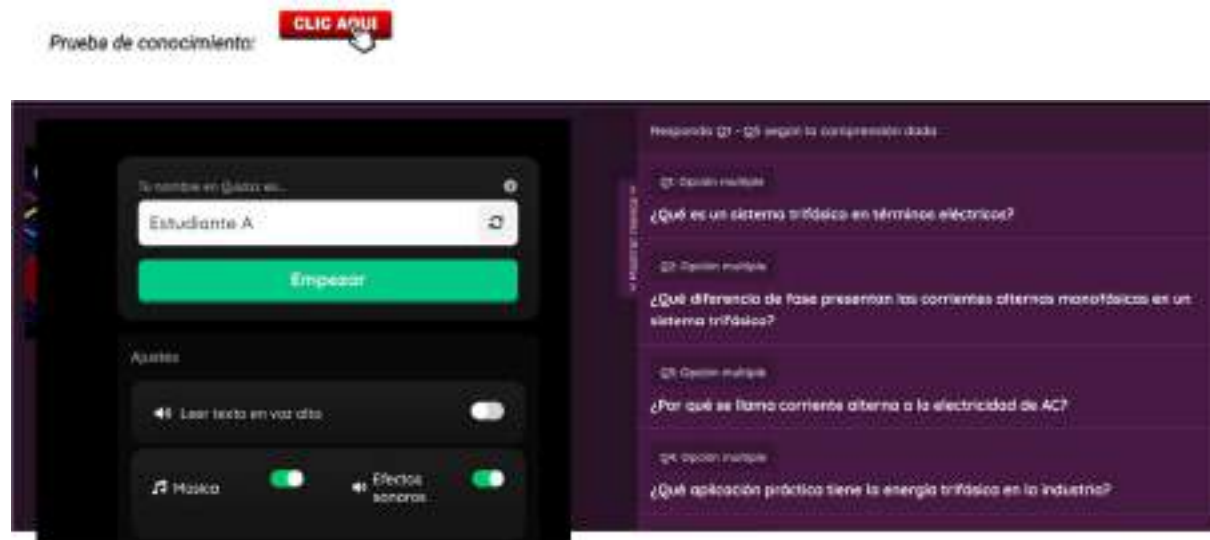 CLIC AQUI
Prueba de conocimiento:
Tu nombre en Quizizz es...
Estudiante A
Empezar
Ajustes
Leer texto en voz alta
Música
Efectos
sonoros
Responda Q1 - Q5 según la comprensión dada
Q1: Opción multiple
¿Qué es un sistema trifásico en términos eléctricos?
Q2: Opción multiple
¿Qué diferencia de fase presentan las corrientes alternas monofásicas en un
sistema trifásico?
Q3: Opción multiple
¿Por qué se llama corriente alterna a la electricidad de AC?
Q4: Opción multiple
¿Qué aplicación práctica tiene la energía trifásica en la industria?